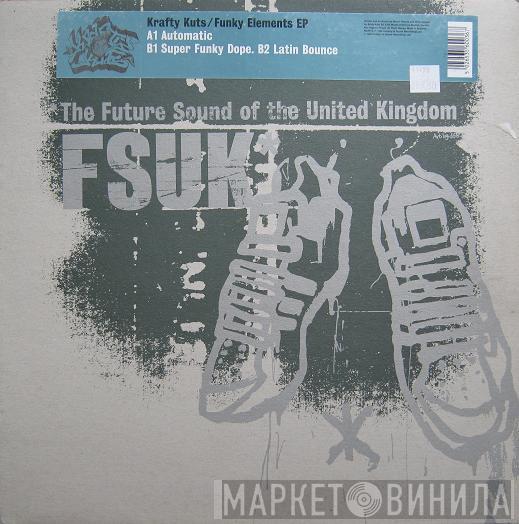 Krafty Kuts/Funky Elements EP
A1 Automatic
B1 Super Funky Dope. B2 Latin Bounce
The Future Sound of the United Kingdom
FSUK
МАРКЕТ ВИНИЛА